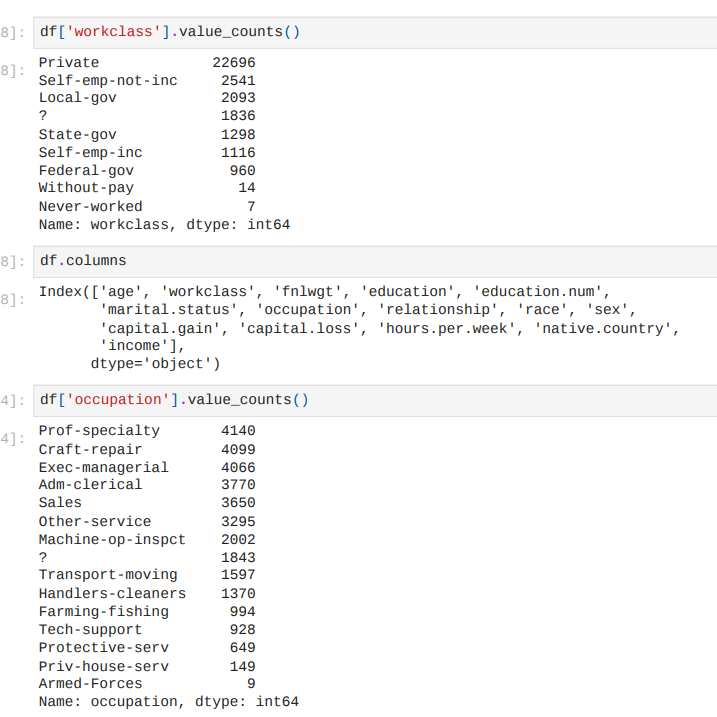 8]: df['workclass'].value_counts()
8]: Private 22696
Self-emp-not-inc 2541
Local-gov 2093
? 1836
State-gov 1298
Self-emp-inc 1116
Federal-gov 960
Without-pay 14
Never-worked 7
Name: workclass, dtype: int64
8]: df.columns
8]: Index(['age', 'workclass', 'fnlwgt', 'education', 'education.num',
'marital.status', 'occupation', 'relationship', 'race', 'sex',
'capital.gain', 'capital.loss', 'hours.per.week', 'native.country',
'income'],
dtype='object')
4]: df['occupation'].value_counts()
4]: Prof-specialty 4140
Craft-repair 4099
Exec-managerial 4066
Adm-clerical 3770
Sales 3650
Other-service 3295
Machine-op-inspct 2002
? 1843
Transport-moving 1597
Handlers-cleaners 1370
Farming-fishing 994
Tech-support 928
Protective-serv 649
Priv-house-serv 149
Armed-Forces 9
Name: occupation, dtype: int64